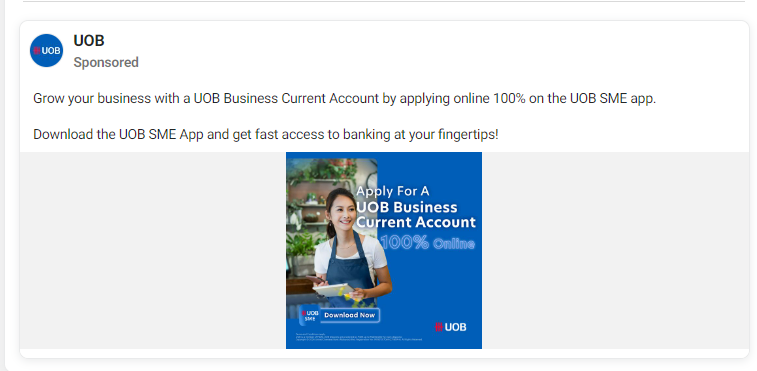 UOB
UOB
Sponsored
Grow your business with a UOB Business Current Account by applying online 100% on the UOB SME app.
Download the UOB SME App and get fast access to banking at your fingertips!
Apply For A
UOB Business
Current Account
100% Online
UOB
SME
Download Now
UOB